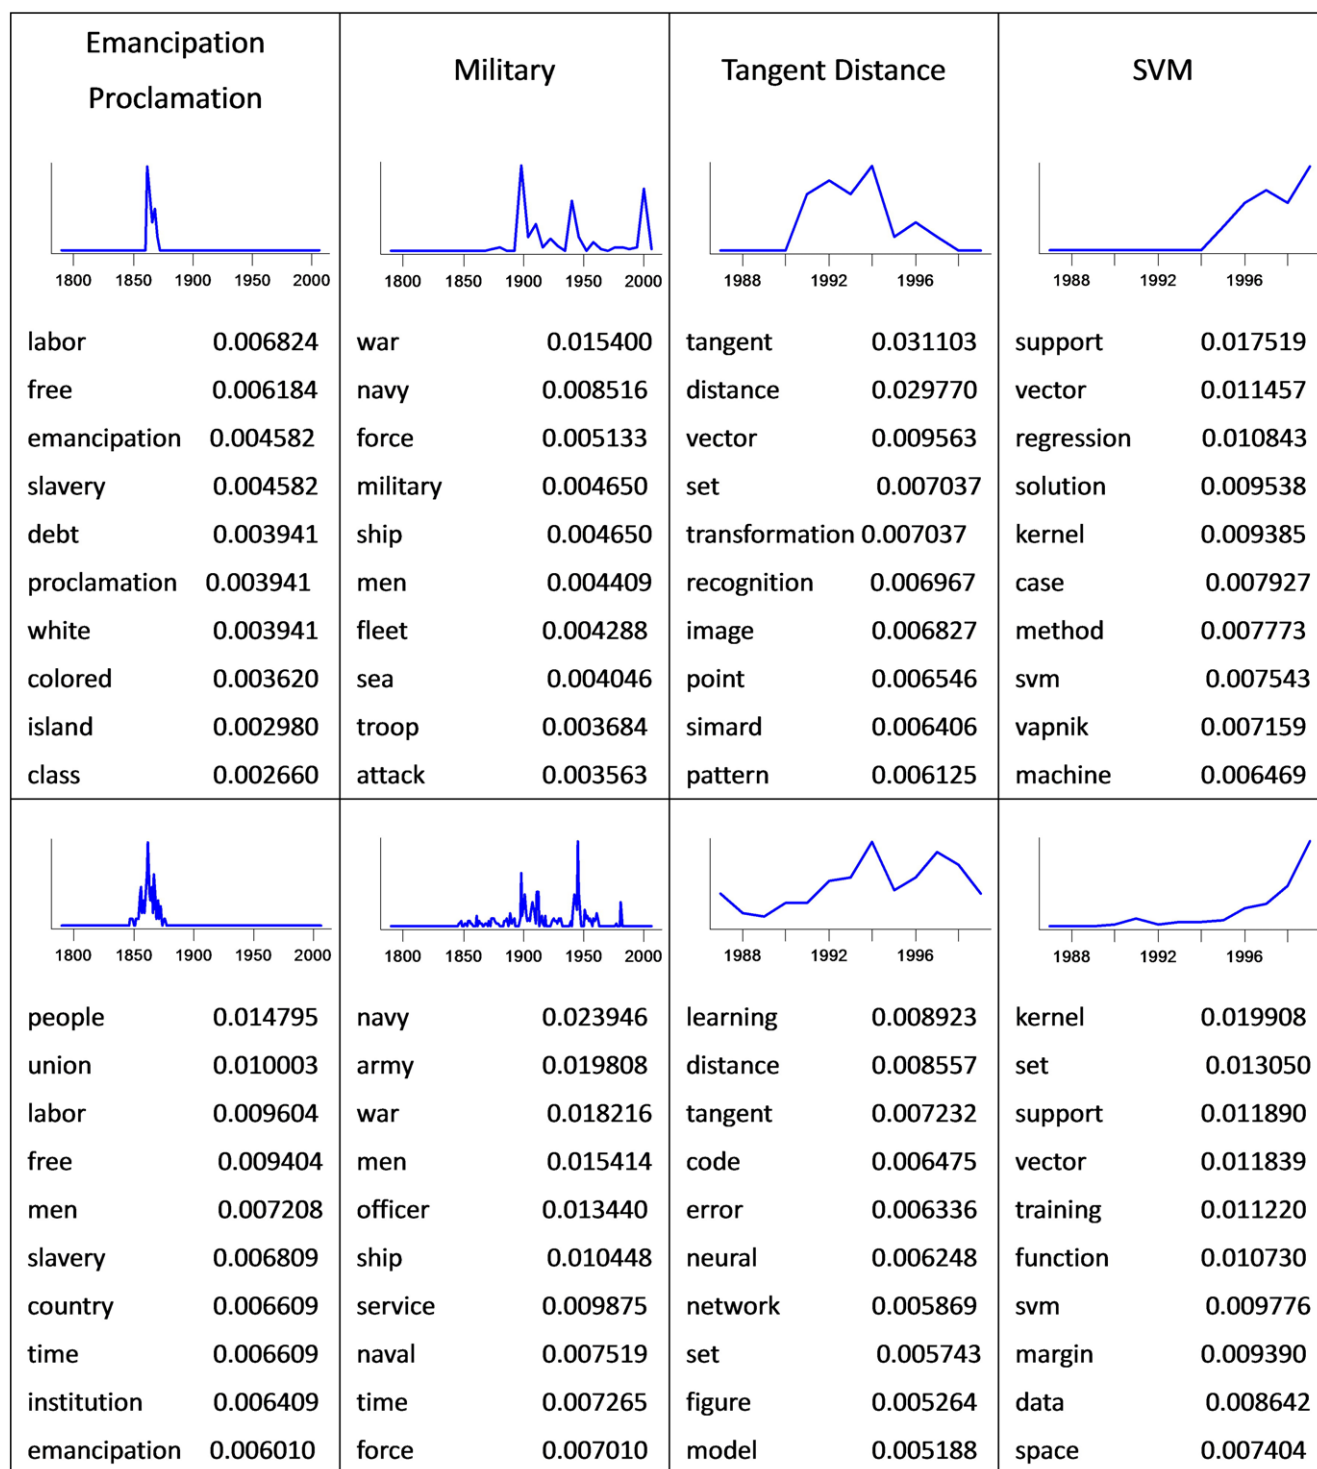 Emancipation
Proclamation
Military
Tangent Distance
SVM
1800 1850 1900 1950 2000
1800 1850 1900 1950 2000
1988 1992 1996
1988 1992 1996
labor 0.006824 war 0.015400 tangent 0.031103 support 0.017519
free 0.006184 navy 0.008516 distance 0.029770 vector 0.011457
emancipation 0.004582 force 0.005133 vector 0.009563 regression 0.010843
slavery 0.004582 military 0.004650 set 0.007037 solution 0.009538
debt 0.003941 ship 0.004650 transformation 0.007037 kernel 0.009385
proclamation 0.003941 men 0.004409 recognition 0.006967 case 0.007927
white 0.003941 fleet 0.004288 image 0.006827 method 0.007773
colored 0.003620 sea 0.004046 point 0.006546 svm 0.007543
island 0.002980 troop 0.003684 simard 0.006406 vapnik 0.007159
class 0.002660 attack 0.003563 pattern 0.006125 machine 0.006469
1800 1850 1900 1950 2000
1800 1850 1900 1950 2000
1988 1992 1996
1988 1992 1996
people 0.014795 navy 0.023946 learning 0.008923 kernel 0.019908
union 0.010003 army 0.019808 distance 0.008557 set 0.013050
labor 0.009604 war 0.018216 tangent 0.007232 support 0.011890
free 0.009404 men 0.015414 code 0.006475 vector 0.011839
men 0.007208 officer 0.013440 error 0.006336 training 0.011220
slavery 0.006809 ship 0.010448 neural 0.006248 function 0.010730
country 0.006609 service 0.009875 network 0.005869 svm 0.009776
time 0.006609 naval 0.007519 set 0.005743 margin 0.009390
institution 0.006409 time 0.007265 figure 0.005264 data 0.008642
emancipation 0.006010 force 0.007010 model 0.005188 space 0.007404